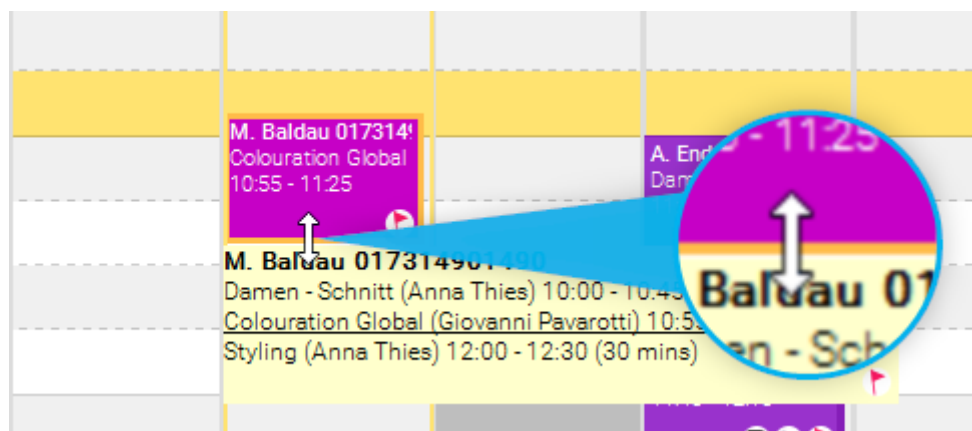 M. Baldau 017314
Colouration Global
10:55 - 11:25
A. End
Dam
- 11:25
M. Baldau 017314901490
Damen - Schnitt (Anna Thies) 10:00 - 10:45
Colouration Global (Giovanni Pavarotti) 10:5
Styling (Anna Thies) 12:00 - 12:30 (30 mins)
Baldau 01
en - Sch